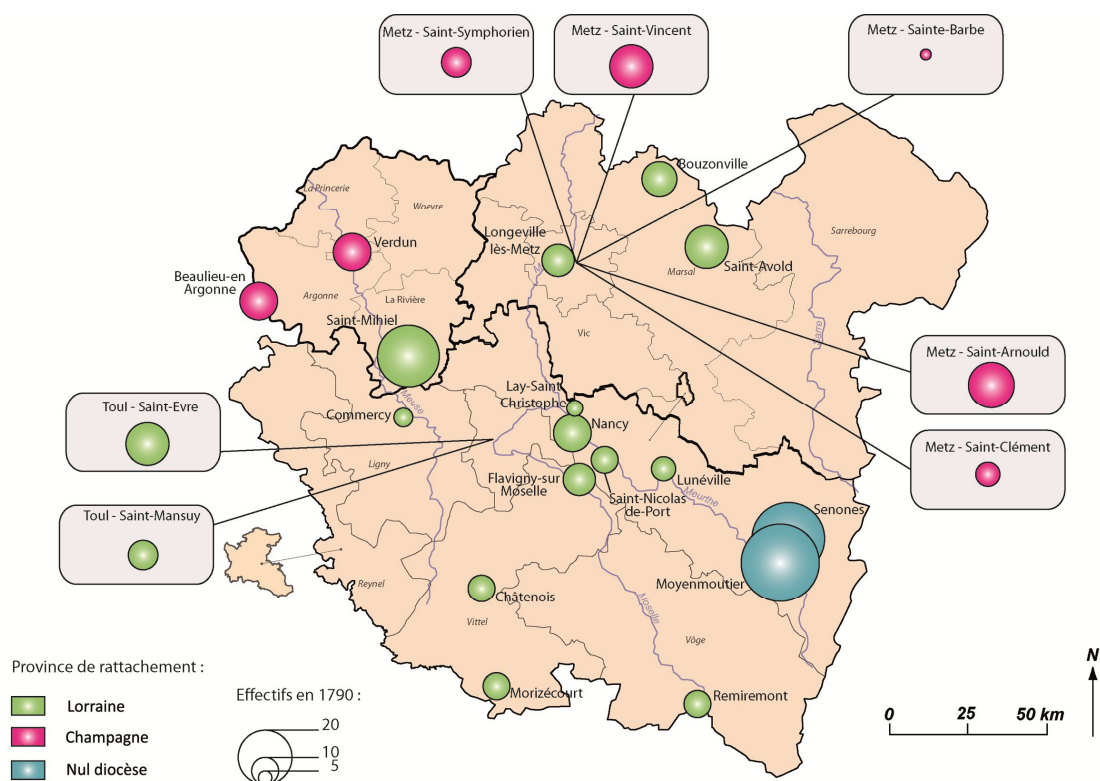 Metz - Saint-Symphorien
Metz - Saint-Vincent
Metz - Sainte-Barbe
Bouzonville
La Princerie
Woevre
Verdun
Longeville
lès-Metz
Saint-Avold
Marsal
Sarrebourg
Beaulieu-en
Argonne
Argonne
La Rivière
Saint-Mihiel
Vic
Sarre
Metz - Saint-Arnould
Toul - Saint-Evre
Commercy
Meuse
Lay-Saint
Christophe
Nancy
Metz - Saint-Clément
Ligny
Flavigny-sur
Moselle
Saint-Nicolas
de-Port
Lunéville
Meurthe
Senones
Toul - Saint-Mansuy
Moyenmoutier
Reynel
Châtenois
Vittel
Moselle
Vôge
Morizécourt
Remiremont
Province de rattachement :
Lorraine
Champagne
Nul diocèse
Effectifs en 1790 :
20
10
5
N
0 25 50 km